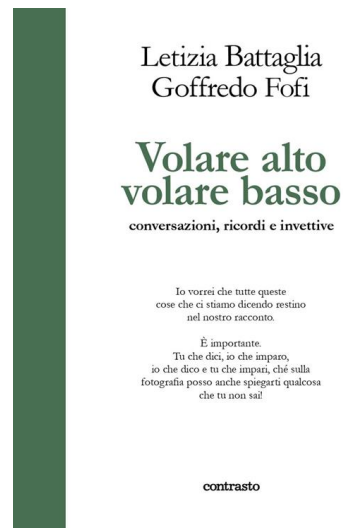 Letizia Battaglia
Goffredo Fofi
Volare alto
volare basso
conversazioni, ricordi e invettive
Io vorrei che tutte queste
cose che ci stiamo dicendo restino
nel nostro racconto.
È importante.
Tu che dici, io che imparo,
io che dico e tu che impari, ché sulla
fotografia posso anche spiegarti qualcosa
che tu non sai!
contrasto